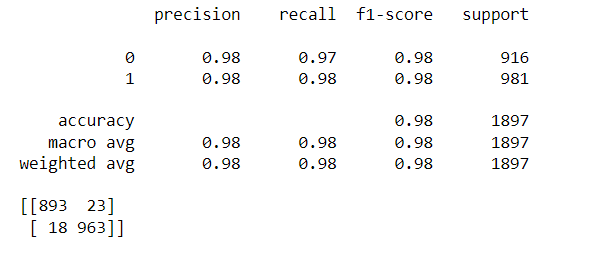 precision recall f1-score support
0 0.98 0.97 0.98 916
1 0.98 0.98 0.98 981
accuracy 0.98 1897
macro avg 0.98 0.98 0.98 1897
weighted avg 0.98 0.98 0.98 1897
[[893 23]
[ 18 963]]